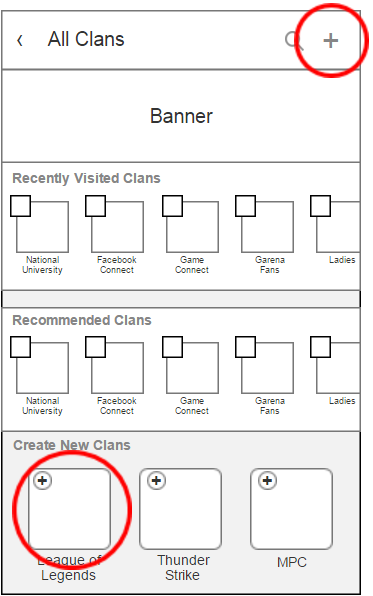 ‹ All Clans +
Banner
Recently Visited Clans
National
University
Facebook
Connect
Game
Connect
Garena
Fans
Ladies
Recommended Clans
National
University
Facebook
Connect
Game
Connect
Garena
Fans
Ladies
Create New Clans
League of
Legends
Thunder
Strike
MPC